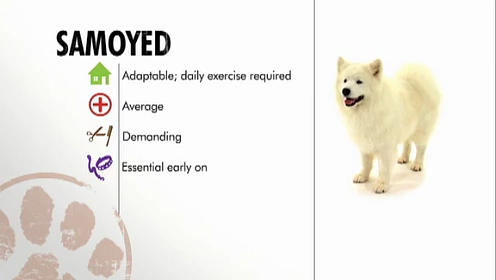 SAMOYED
Adaptable; daily exercise required
Average
Demanding
Essential early on